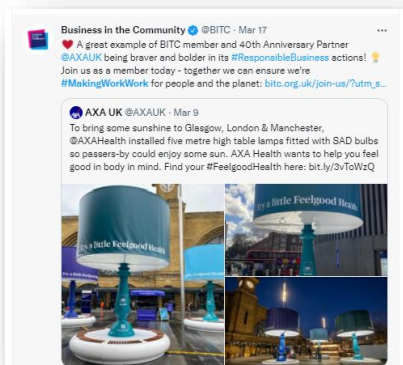 Business in the Community @BITC · Mar 17
❤️ A great example of BITC member and 40th Anniversary Partner
@AXAUK being braver and bolder in its #ResponsibleBusiness actions! 💡
Join us as a member today - together we can ensure we're
#MakingWorkWork for people and the planet: bitc.org.uk/join-us/?utm_s...
AXA UK @AXAUK · Mar 9
To bring some sunshine to Glasgow, London & Manchester,
@AXAHealth installed five metre high table lamps fitted with SAD bulbs
so passers-by could enjoy some sun. AXA Health wants to help you feel
good in body in mind. Find your #FeelgoodHealth here: bit.ly/3vToWzQ
Try a little Feelgood Health
Try a little Feelgood Health